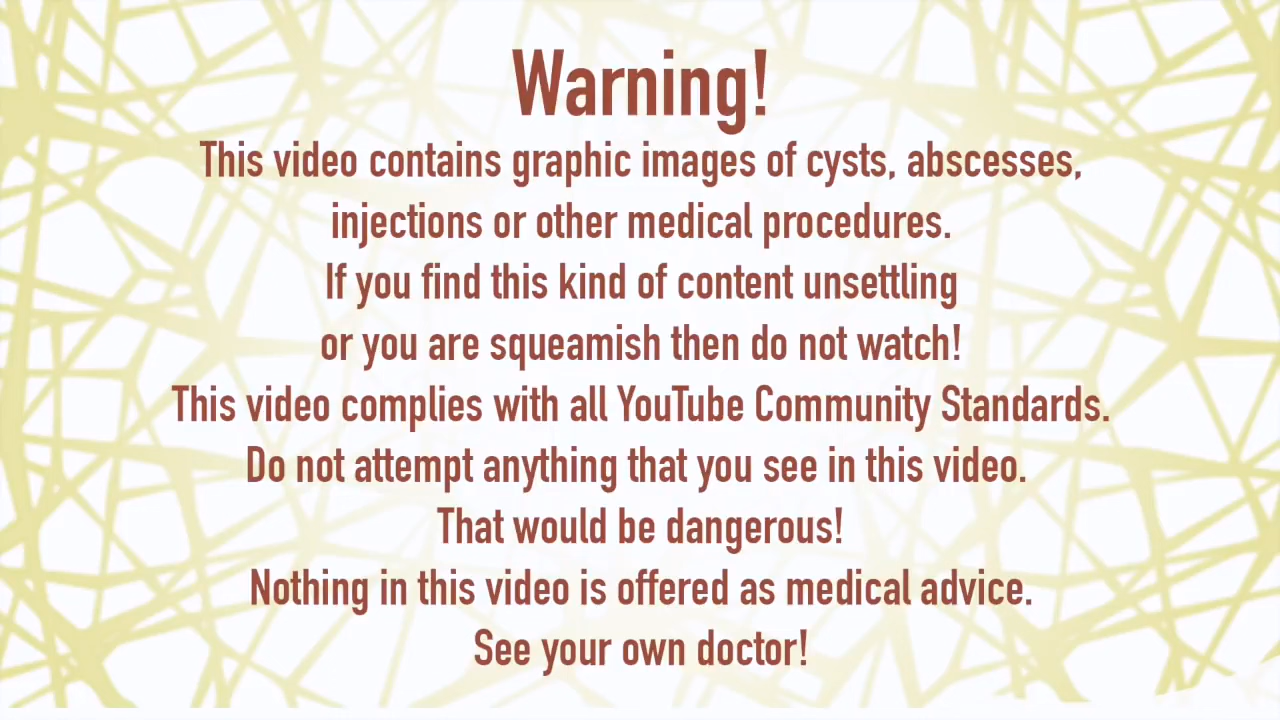 Warning!
This video contains graphic images of cysts, abscesses,
injections or other medical procedures.
If you find this kind of content unsettling
or you are squeamish then do not watch!
This video complies with all YouTube Community Standards.
Do not attempt anything that you see in this video.
That would be dangerous!
Nothing in this video is offered as medical advice.
See your own doctor!